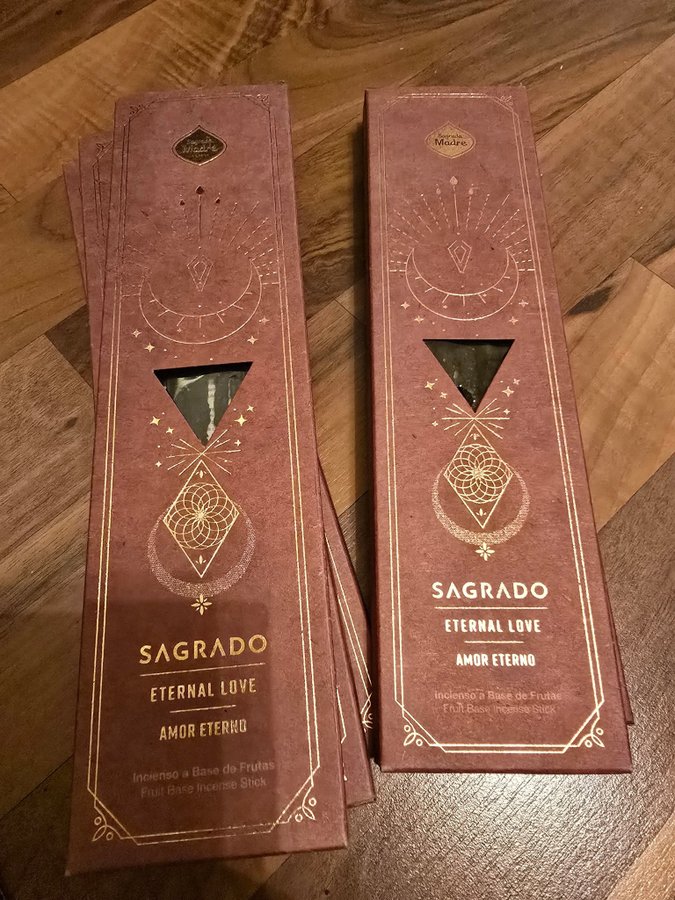 Sagrada
Madre
SAGRADO
ETERNAL LOVE
AMOR ETERNO
Incienso a Base de Frutas
Fruit Base Incense Stick
Sagrada
Madre
SAGRADO
ETERNAL LOVE
AMOR ETERNO
Incienso a Base de Frutas
Fruit Base Incense Stick